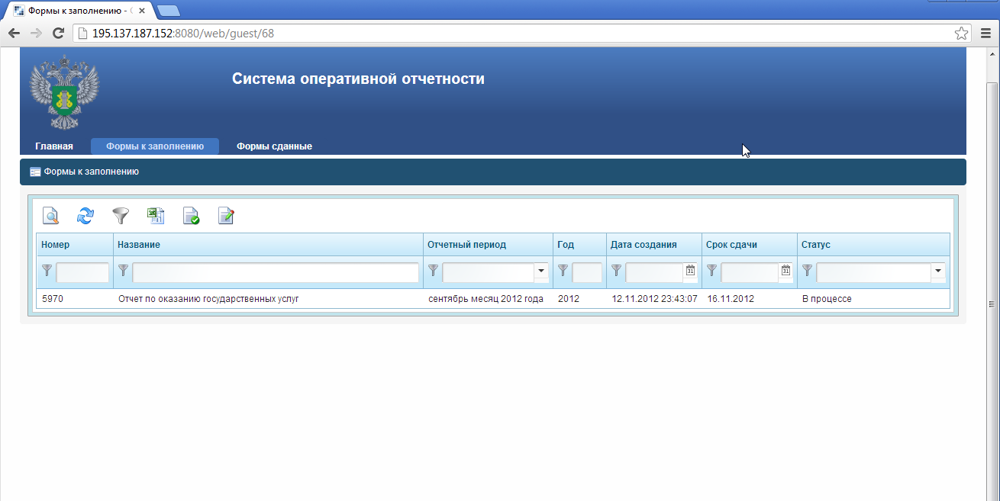 Формы к заполнению - С
195.137.187.152:8080/web/guest/68
Система оперативной отчетности
Главная Формы к заполнению Формы сданные
Формы к заполнению
Номер Название Отчетный период Год Дата создания Срок сдачи Статус
31 31
5970 Отчет по оказанию государственных услуг сентябрь месяц 2012 года 2012 12.11.2012 23:43:07 16.11.2012 В процессе